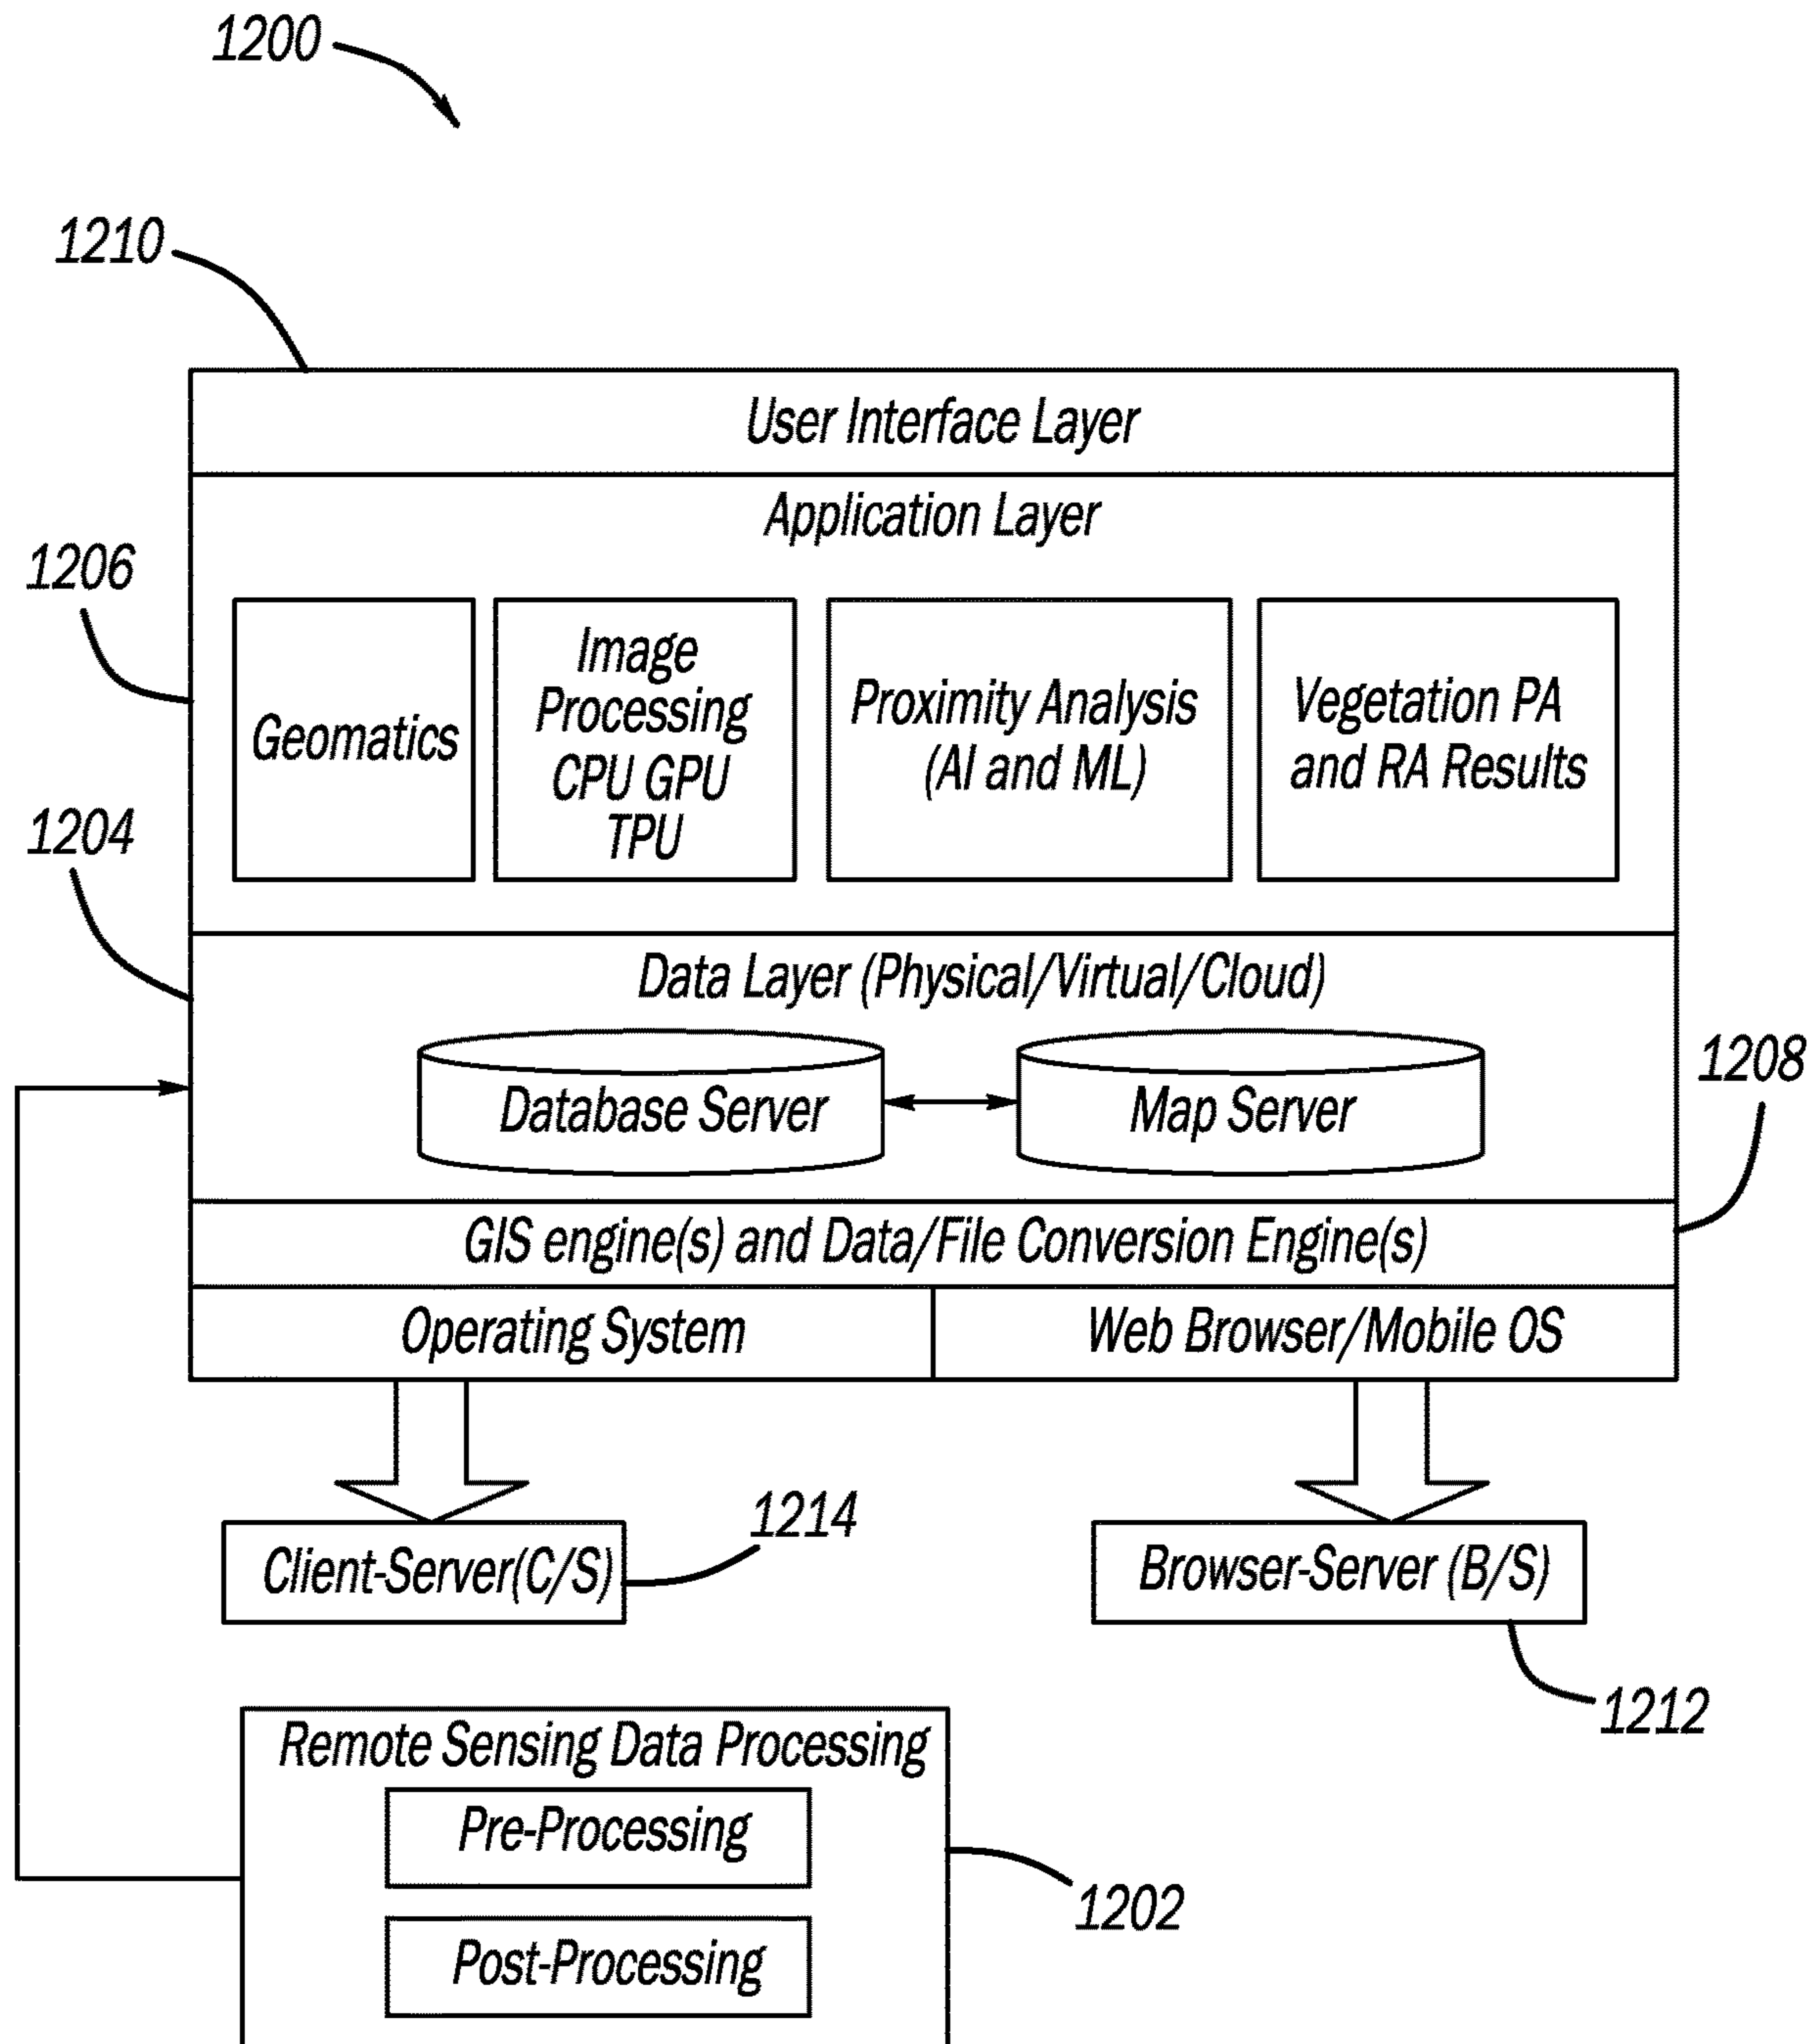 1200
1210
User Interface Layer
Application Layer
1206
Geomatics
Image
Processing
CPU GPU
TPU
Proximity Analysis
(AI and ML)
Vegetation PA
and RA Results
1204
Data Layer (Physical/Virtual/Cloud)
1208
Database Server
Map Server
GIS engine(s) and Data/File Conversion Engine(s)
Operating System
Web Browser/Mobile OS
1214
Client-Server(C/S)
Browser-Server (B/S)
1212
Remote Sensing Data Processing
Pre-Processing
1202
Post-Processing